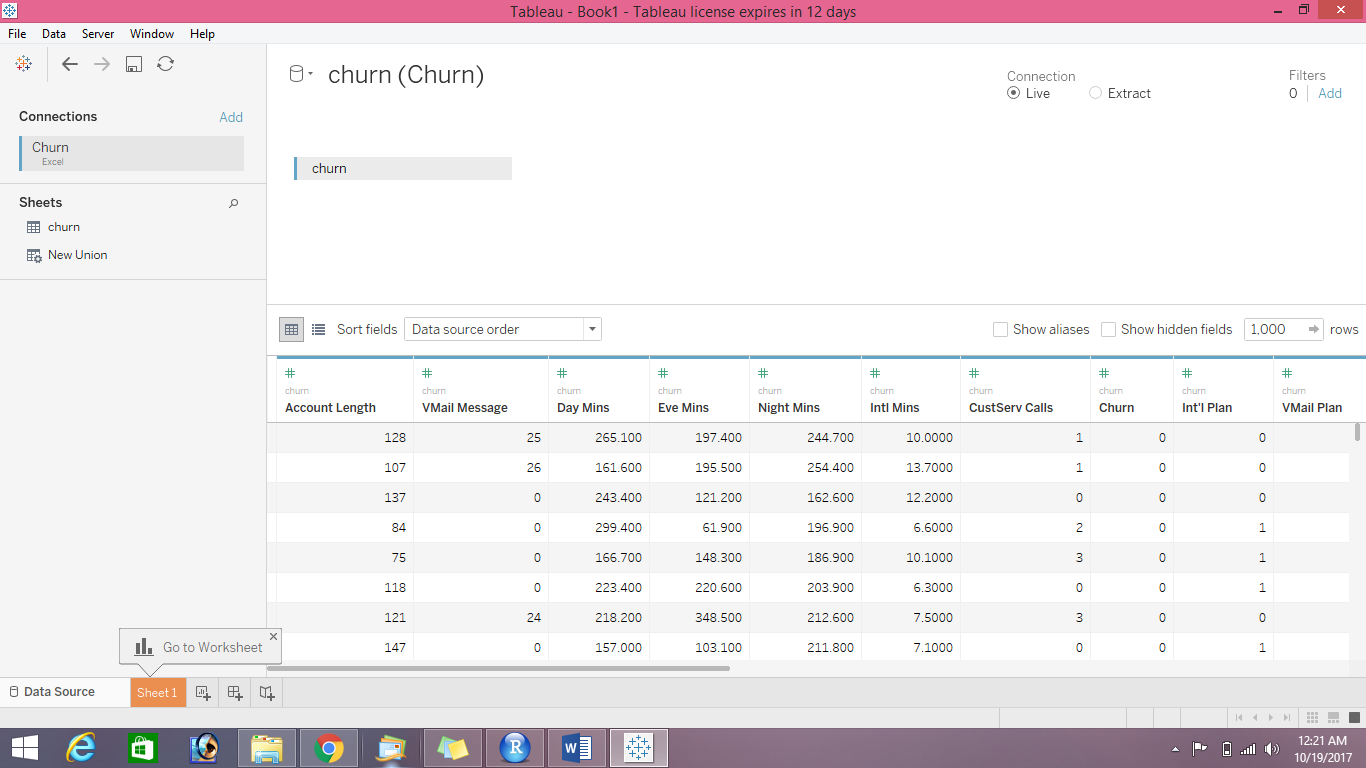 Tableau - Book1 - Tableau license expires in 12 days
File Data Server Window Help
churn (Churn)
Connection
Live Extract
Filters
0 Add
Connections Add
Churn
Excel
churn
Sheets
churn
New Union
Sort fields Data source order Show aliases Show hidden fields 1,000 rows
churn churn churn churn churn churn churn churn churn churn
Account Length VMail Message Day Mins Eve Mins Night Mins Intl Mins CustServ Calls Churn Int'l Plan VMail Plan
128 25 265.100 197.400 244.700 10.0000 1 0 0
107 26 161.600 195.500 254.400 13.7000 1 0 0
137 0 243.400 121.200 162.600 12.2000 0 0 0
84 0 299.400 61.900 196.900 6.6000 2 0 1
75 0 166.700 148.300 186.900 10.1000 3 0 1
118 0 223.400 220.600 203.900 6.3000 0 0 1
121 24 218.200 348.500 212.600 7.5000 3 0 0
147 0 157.000 103.100 211.800 7.1000 0 0 1
Go to Worksheet
Data Source Sheet 1
12:21 AM
10/19/2017